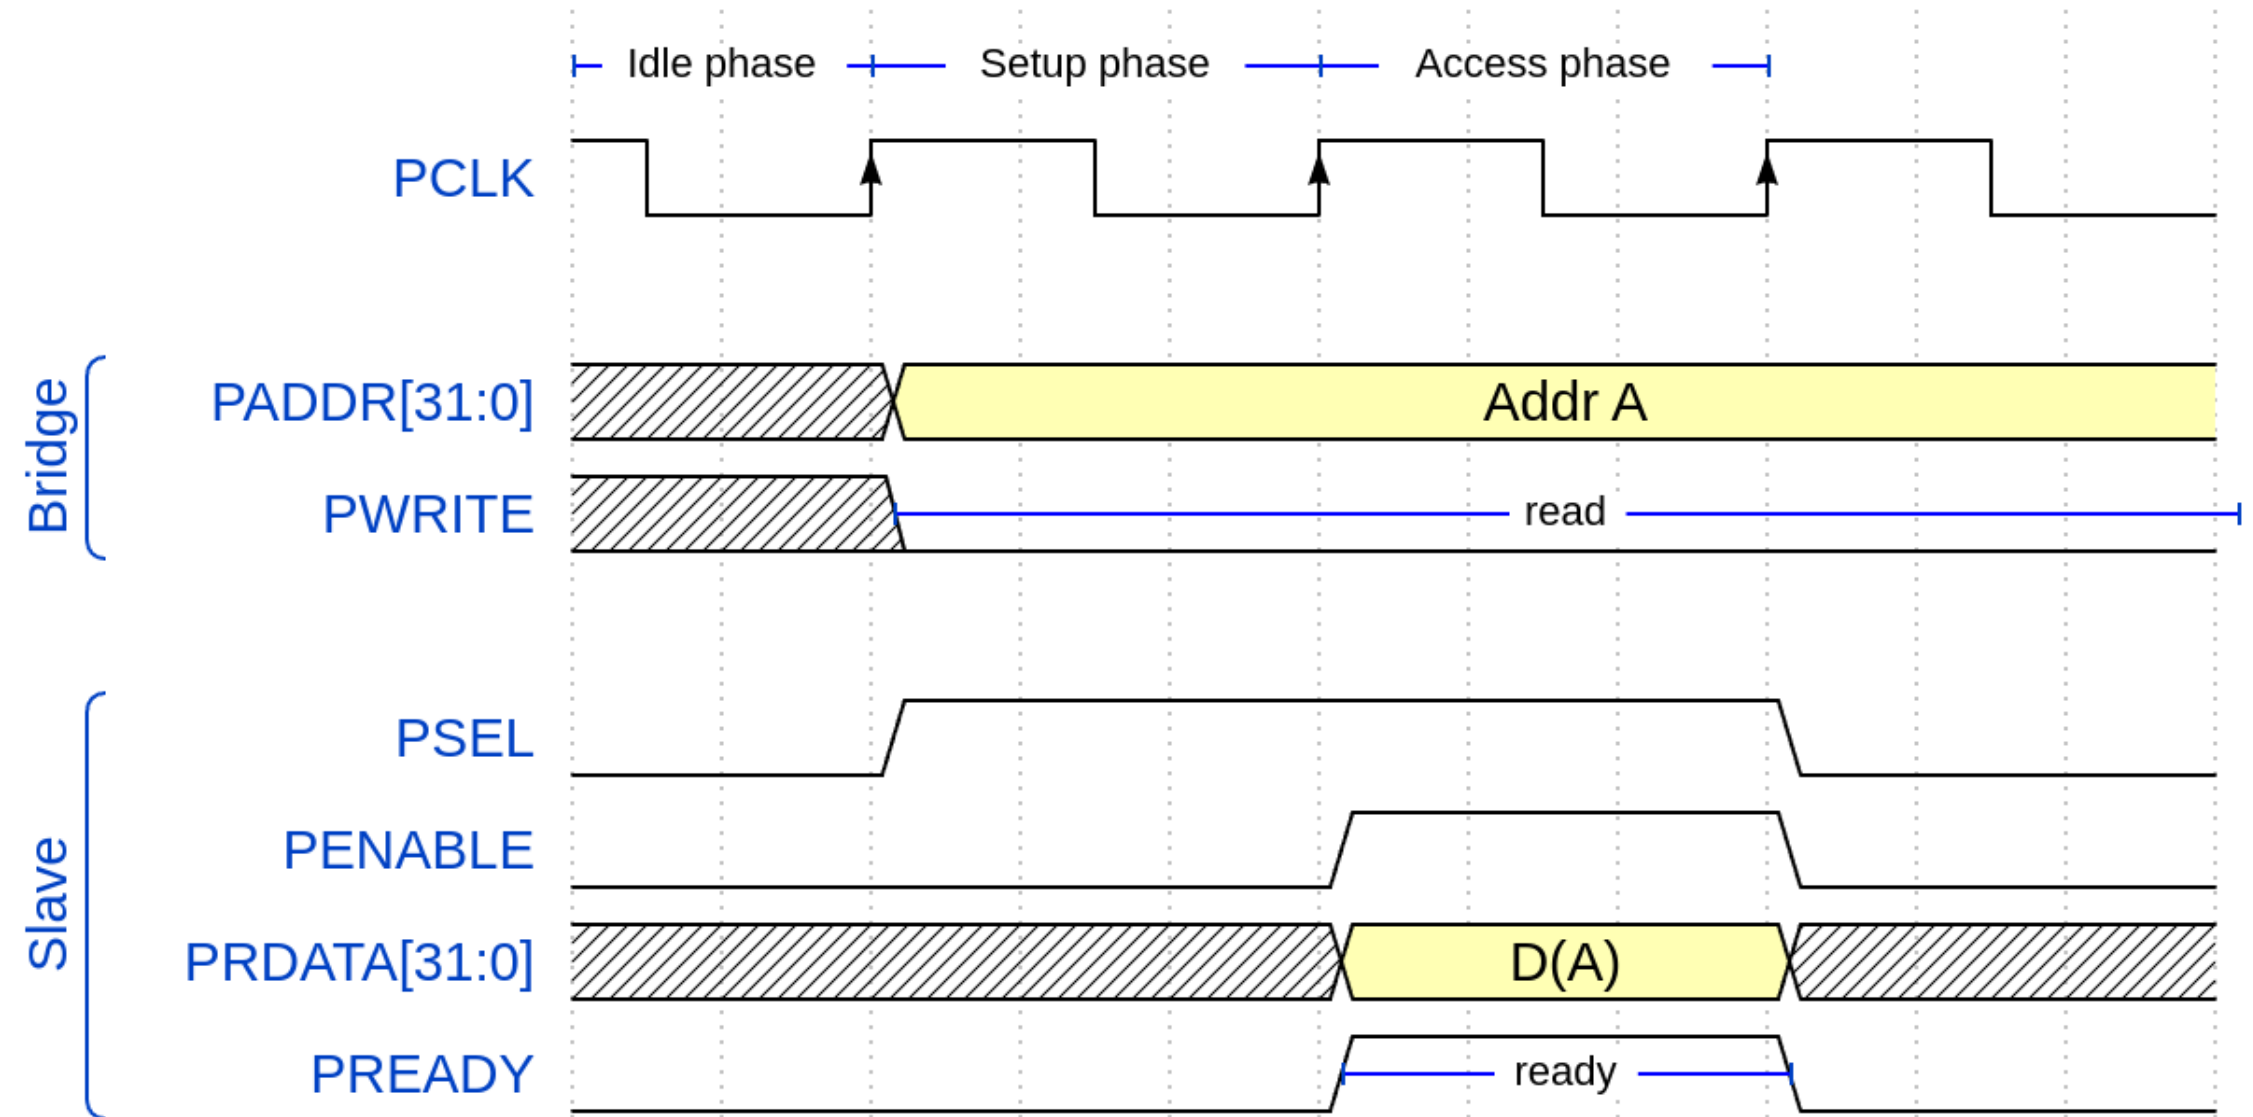 Idle phase Setup phase Access phase
PCLK
Bridge
PADDR[31:0] Addr A
PWRITE read
Slave
PSEL
PENABLE
PRDATA[31:0] D(A)
PREADY ready